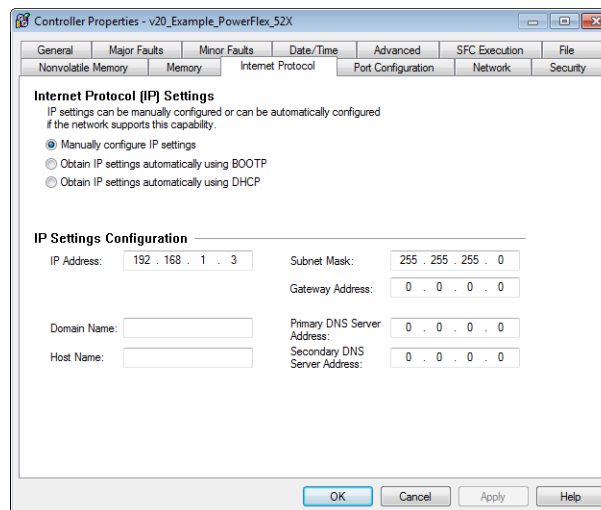 Controller Properties - v20_Example_PowerFlex_52X
General Major Faults Minor Faults Date/Time Advanced SFC Execution File
Nonvolatile Memory Memory Internet Protocol Port Configuration Network Security
Internet Protocol (IP) Settings
IP settings can be manually configured or can be automatically configured
if the network supports this capability.
Manually configure IP settings
Obtain IP settings automatically using BOOTP
Obtain IP settings automatically using DHCP
IP Settings Configuration
IP Address: 192 . 168 . 1 . 3 Subnet Mask: 255 . 255 . 255 . 0
Gateway Address: 0 . 0 . 0 . 0
Domain Name: Primary DNS Server Address: 0 . 0 . 0 . 0
Host Name: Secondary DNS Server Address: 0 . 0 . 0 . 0
OK Cancel Apply Help